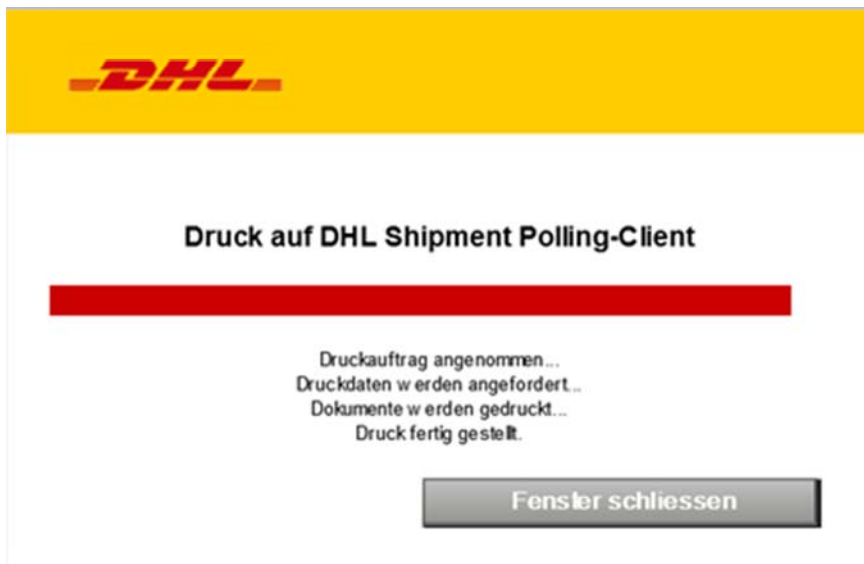 DHL
Druck auf DHL Shipment Polling-Client
Druckauftrag angenommen...
Druckdaten werden angefordert...
Dokumente werden gedruckt...
Druck fertig gestellt.
Fenster schliessen